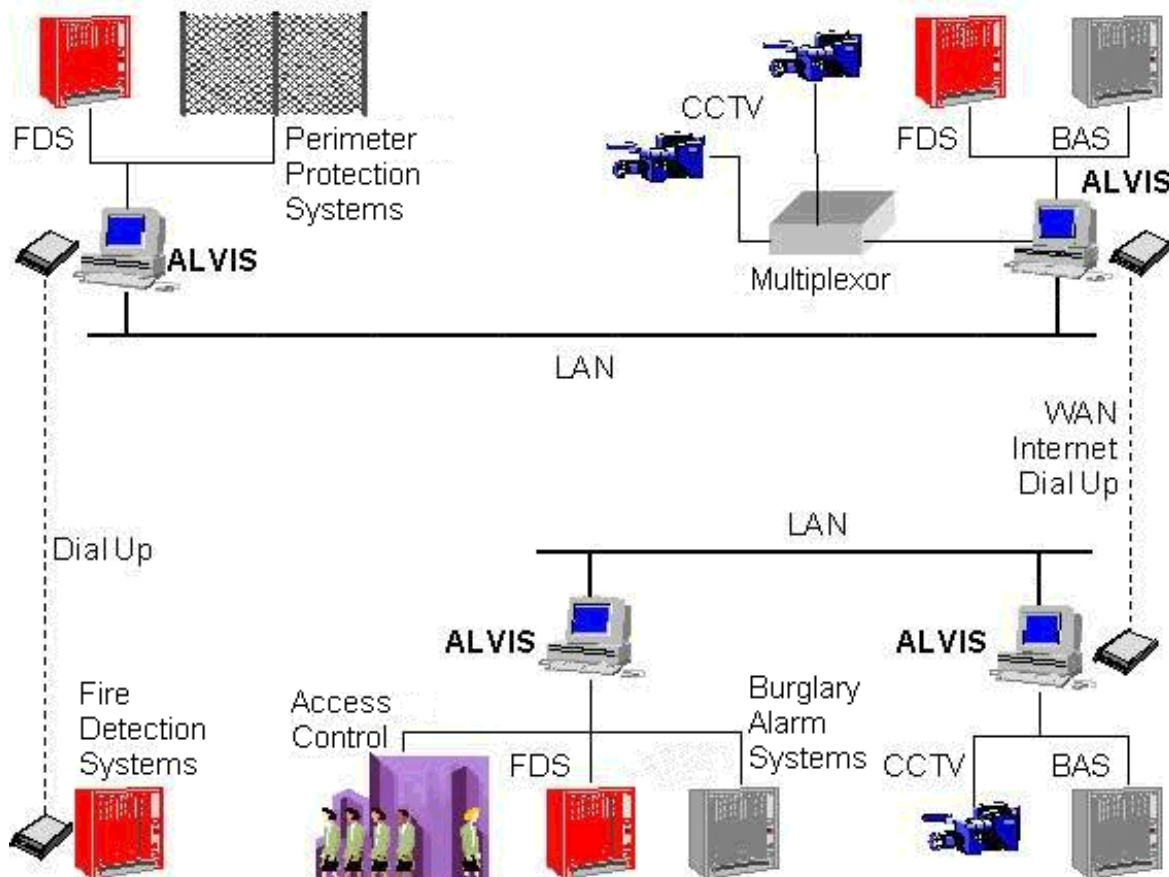 FDS
Perimeter
Protection
Systems
ALVIS
CCTV
Multiplexor
FDS
BAS
ALVIS
LAN
WAN
Internet
Dial Up
Dial Up
LAN
ALVIS
ALVIS
Fire
Detection
Systems
Access
Control
FDS
Burglary
Alarm
Systems
CCTV
BAS